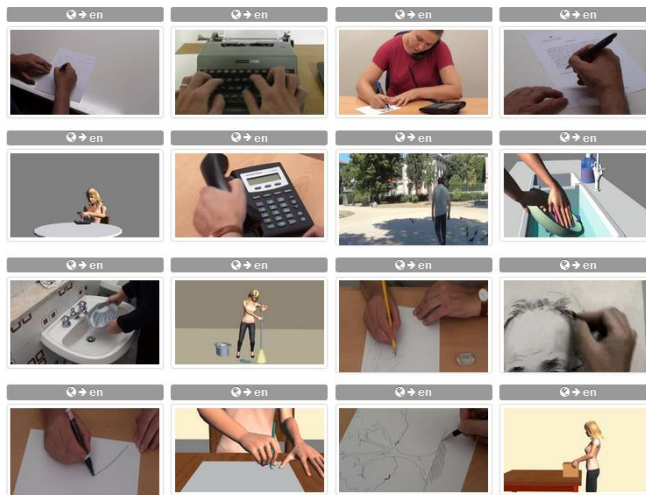 → en → en → en → en
→ en → en → en → en
→ en → en → en → en
→ en → en → en → en